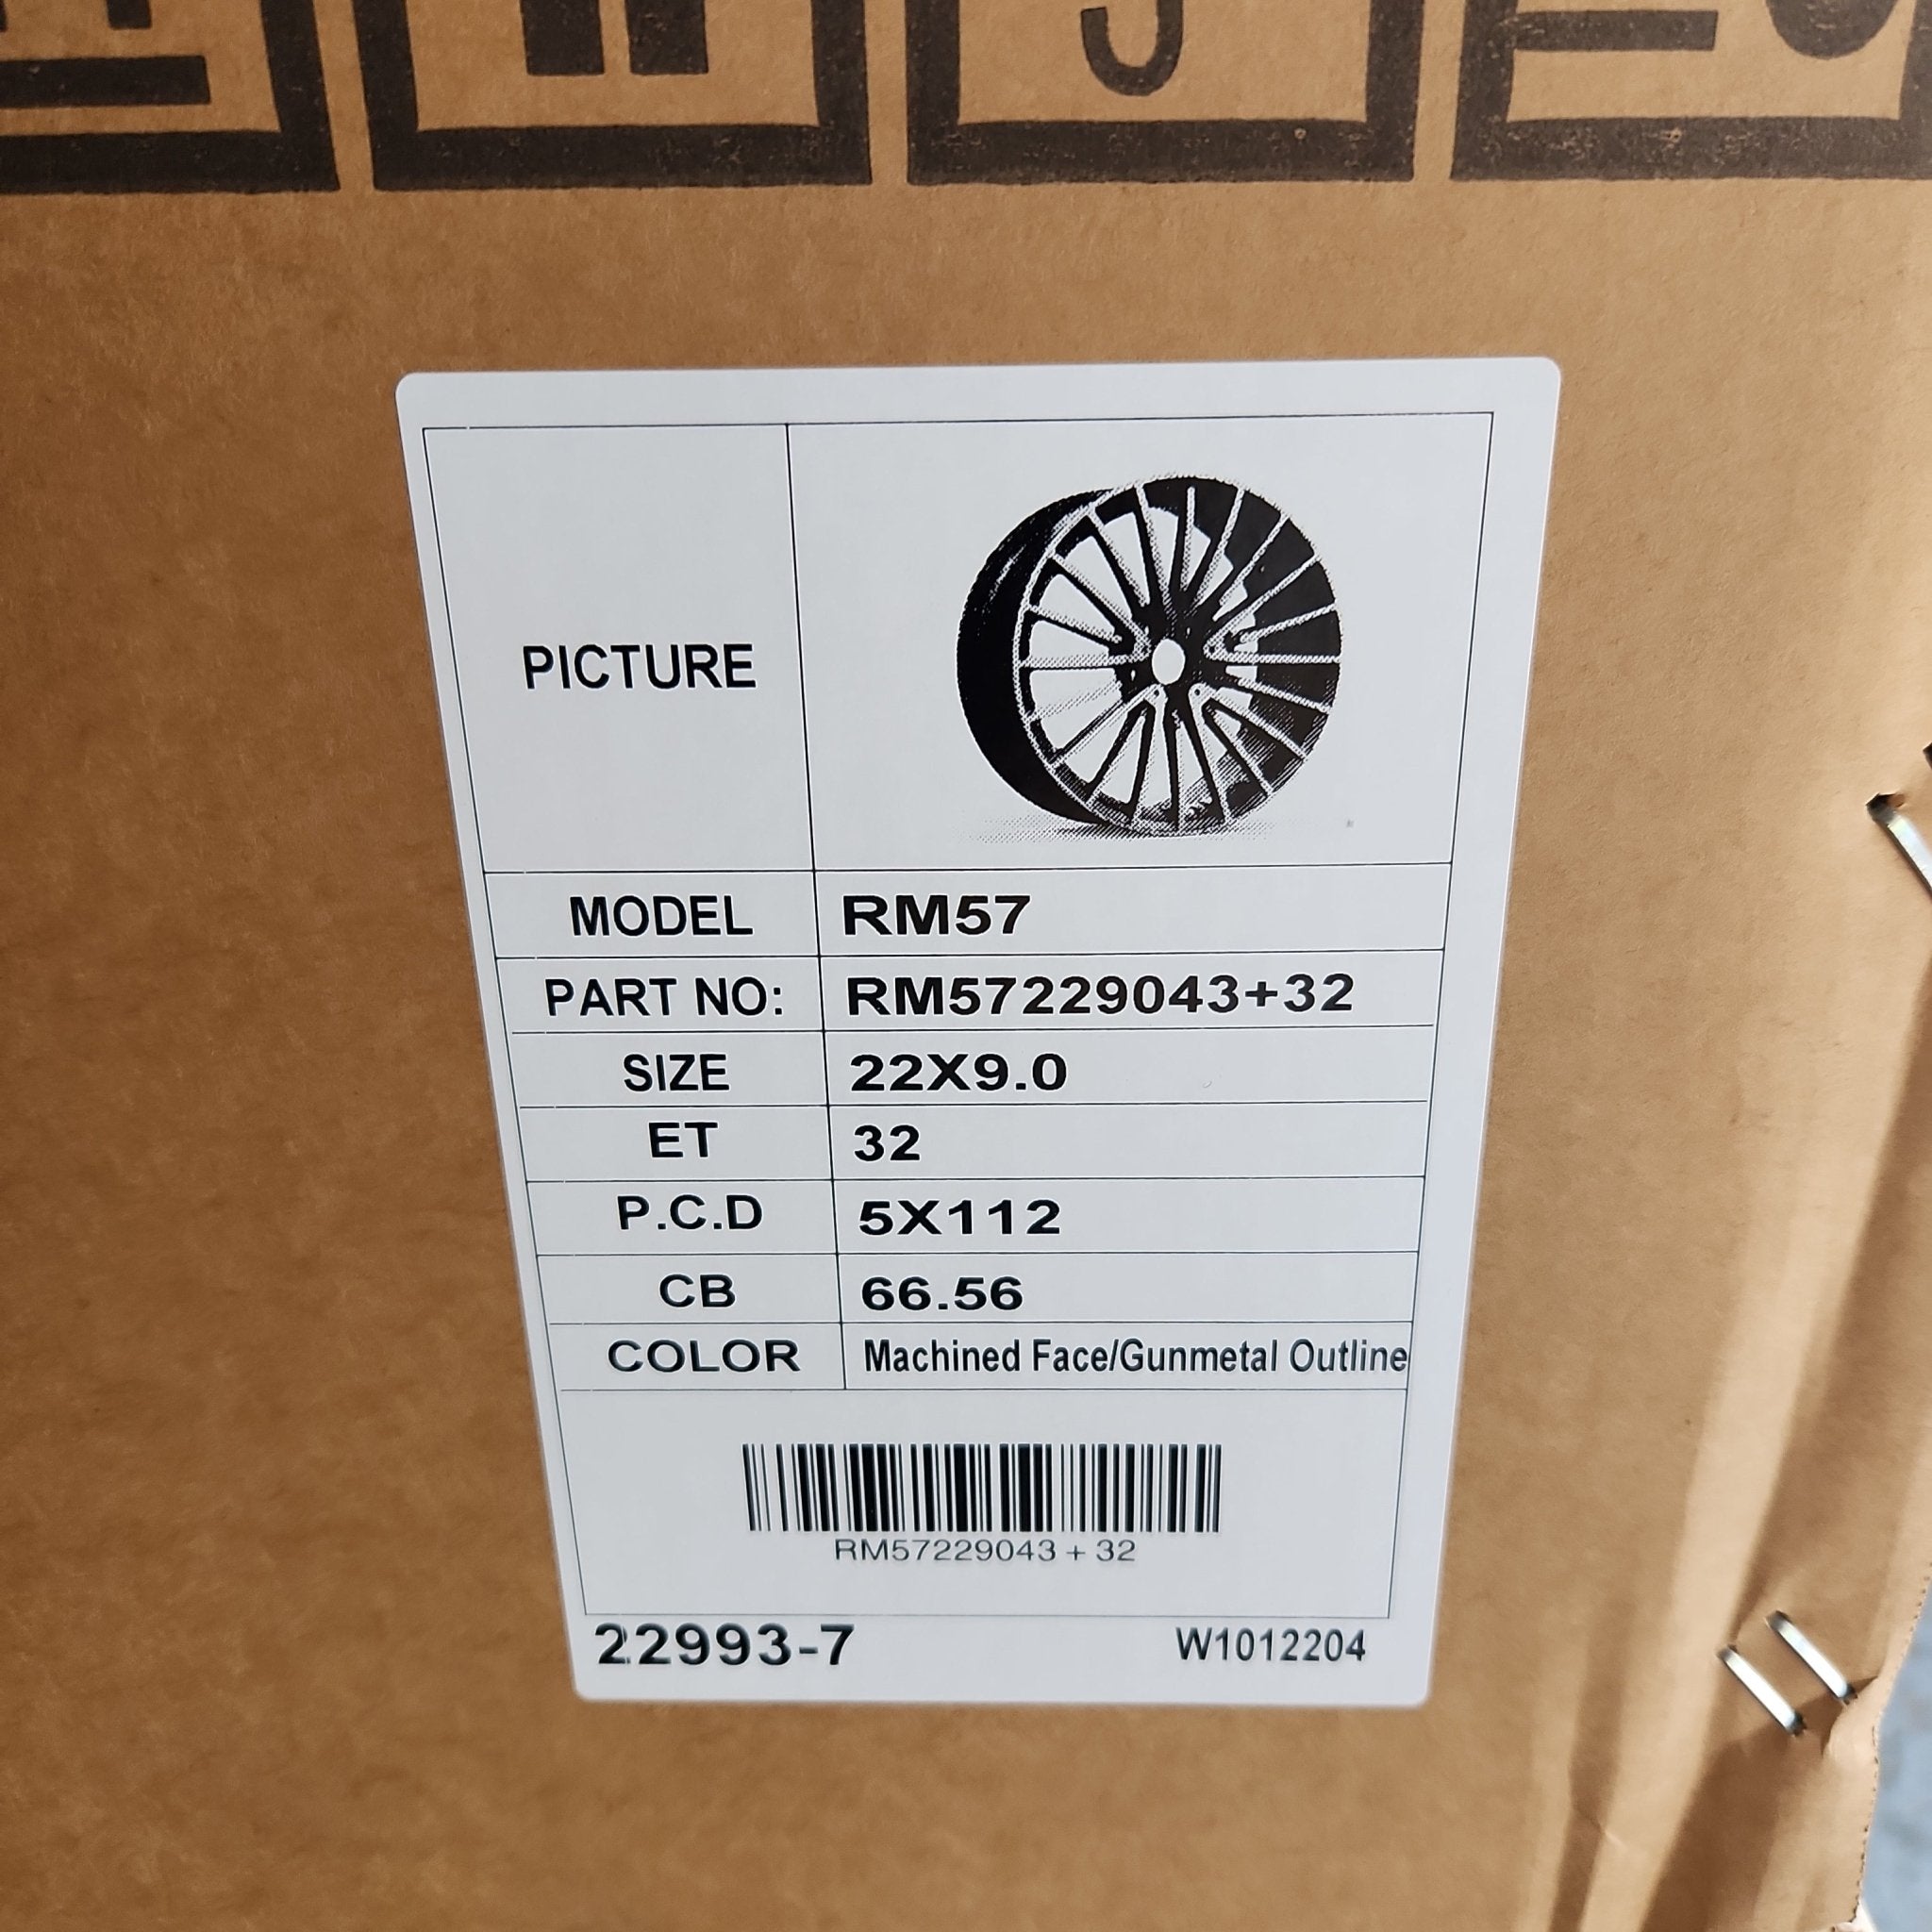 PICTURE
MODEL RM57
PART NO: RM57229043+32
SIZE 22X9.0
ET 32
P.C.D 5X112
CB 66.56
COLOR Machined Face/Gunmetal Outline
RM57229043+32
22993-7 W1012204